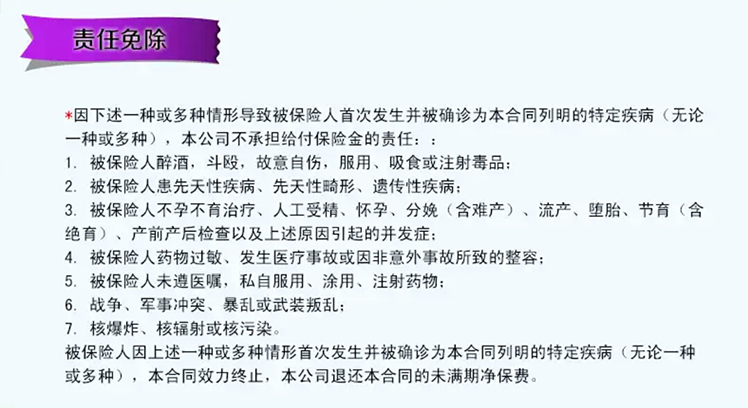 责任免除
*因下述一种或多种情形导致被保险人首次发生并被确诊为本合同列明的特定疾病（无论
一种或多种），本公司不承担给付保险金的责任：：
1. 被保险人醉酒，斗殴，故意自伤，服用、吸食或注射毒品；
2. 被保险人患先天性疾病、先天性畸形、遗传性疾病；
3. 被保险人不孕不育治疗、人工受精、怀孕、分娩（含难产）、流产、堕胎、节育（含
绝育）、产前产后检查以及上述原因引起的并发症；
4. 被保险人药物过敏、发生医疗事故或因非意外事故所致的整容；
5. 被保险人未遵医嘱，私自服用、涂用、注射药物；
6. 战争、军事冲突、暴乱或武装叛乱；
7. 核爆炸、核辐射或核污染。
被保险人因上述一种或多种情形首次发生并被确诊为本合同列明的特定疾病（无论一种
或多种），本合同效力终止，本公司退还本合同的未满期净保费。